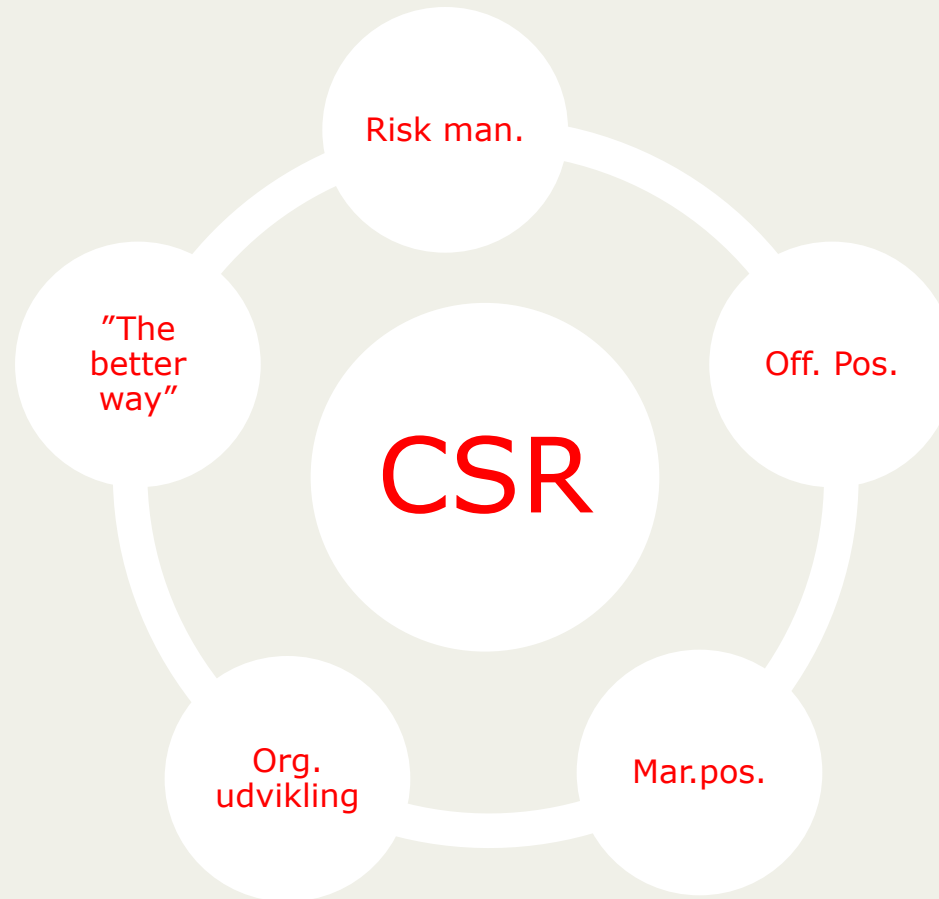 Risk man.
”The
better
way”
Off. Pos.
CSR
Org.
udvikling
Mar.pos.